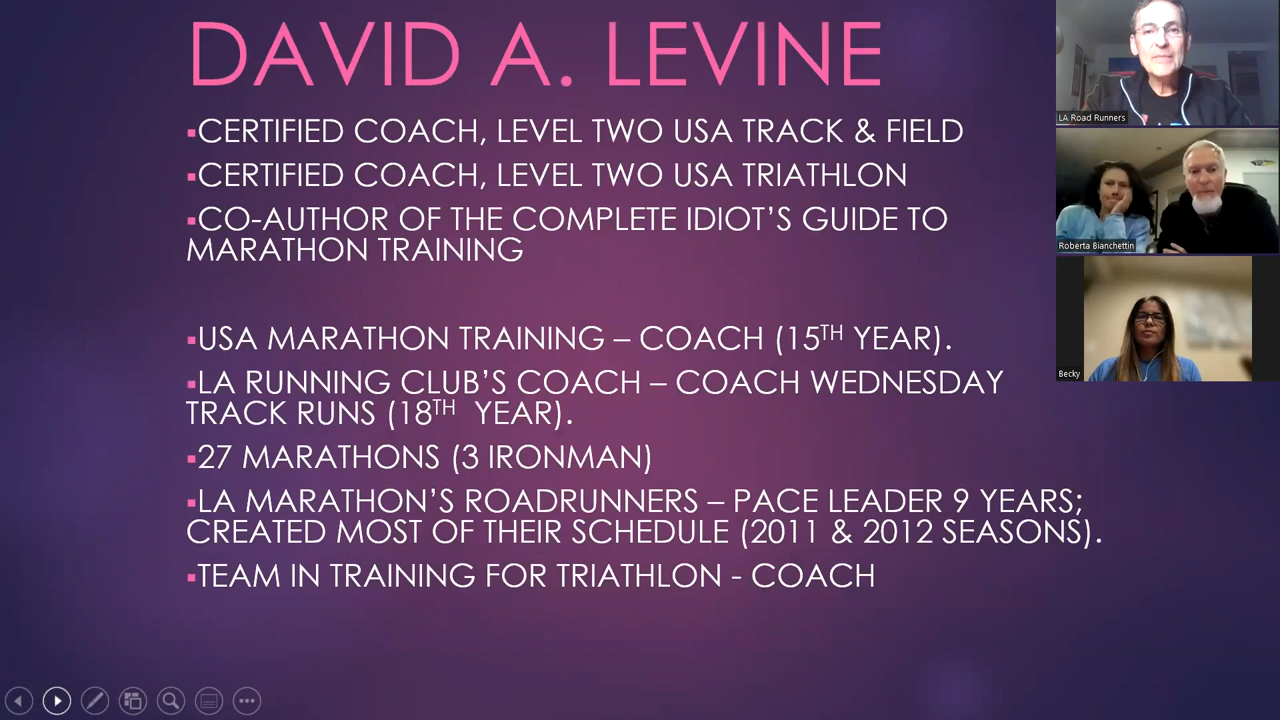 DAVID A. LEVINE
▪CERTIFIED COACH, LEVEL TWO USA TRACK & FIELD
▪CERTIFIED COACH, LEVEL TWO USA TRIATHLON
▪CO-AUTHOR OF THE COMPLETE IDIOT’S GUIDE TO
MARATHON TRAINING
▪USA MARATHON TRAINING – COACH (15TH YEAR).
▪LA RUNNING CLUB’S COACH – COACH WEDNESDAY
TRACK RUNS (18TH YEAR).
▪27 MARATHONS (3 IRONMAN)
▪LA MARATHON’S ROADRUNNERS – PACE LEADER 9 YEARS;
CREATED MOST OF THEIR SCHEDULE (2011 & 2012 SEASONS).
▪TEAM IN TRAINING FOR TRIATHLON - COACH
LA Road Runners
Roberta Bianchettin
Becky